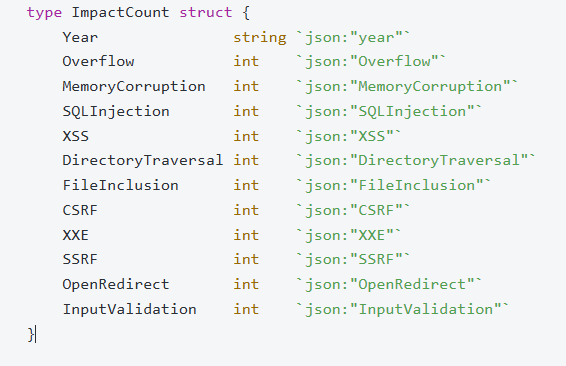 type ImpactCount struct {
    Year               string `json:"year"`
    Overflow           int    `json:"Overflow"`
    MemoryCorruption   int    `json:"MemoryCorruption"`
    SQLInjection       int    `json:"SQLInjection"`
    XSS                int    `json:"XSS"`
    DirectoryTraversal int    `json:"DirectoryTraversal"`
    FileInclusion      int    `json:"FileInclusion"`
    CSRF               int    `json:"CSRF"`
    XXE                int    `json:"XXE"`
    SSRF               int    `json:"SSRF"`
    OpenRedirect       int    `json:"OpenRedirect"`
    InputValidation    int    `json:"InputValidation"`
}